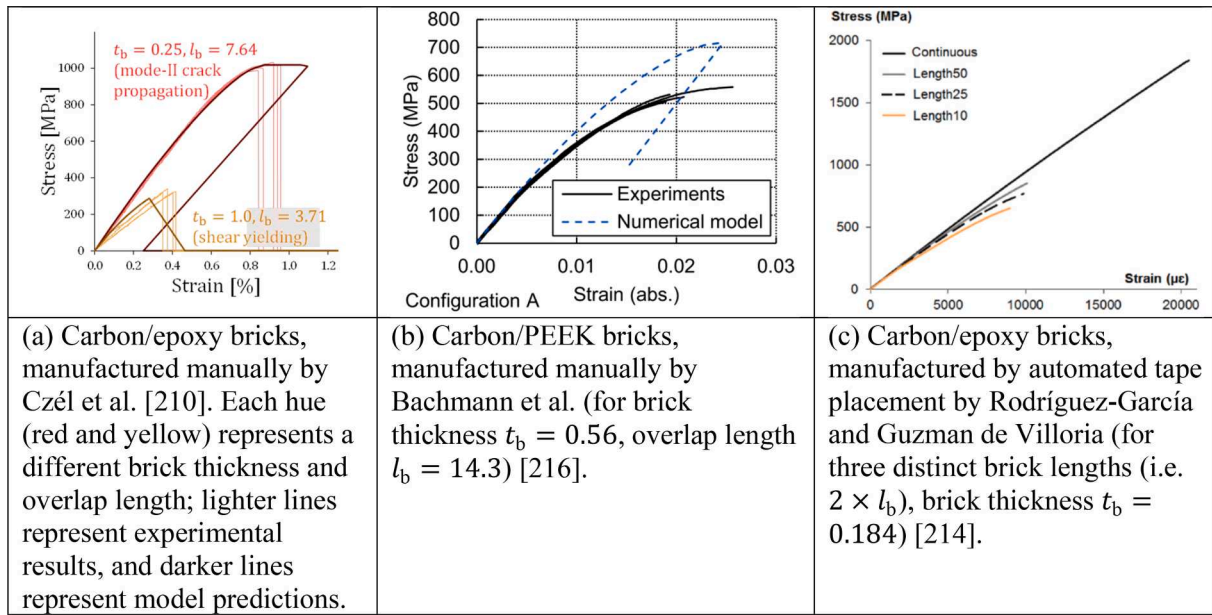 Stress [MPa]
1000
800
600
400
200
0
t_b = 0.25, l_b = 7.64
(mode-II crack
propagation)
t_b = 1.0, l_b = 3.71
(shear yielding)
0.0 0.2 0.4 0.6 0.8 1.0 1.2
Strain [%]
Stress (MPa)
800
700
600
500
400
300
200
100
0
Experiments
Numerical model
0.00 0.01 0.02 0.03
Configuration A Strain (abs.)
Stress (MPa)
2000
1500
1000
500
0
Continuous
Length50
Length25
Length10
Strain (με)
0 5000 10000 15000 20000
(a) Carbon/epoxy bricks,
manufactured manually by
Czél et al. [210]. Each hue
(red and yellow) represents a
different brick thickness and
overlap length; lighter lines
represent experimental
results, and darker lines
represent model predictions.
(b) Carbon/PEEK bricks,
manufactured manually by
Bachmann et al. (for brick
thickness t_b = 0.56, overlap length
l_b = 14.3) [216].
(c) Carbon/epoxy bricks,
manufactured by automated tape
placement by Rodríguez-García
and Guzman de Villoria (for
three distinct brick lengths (i.e.
2 × l_b), brick thickness t_b =
0.184) [214].